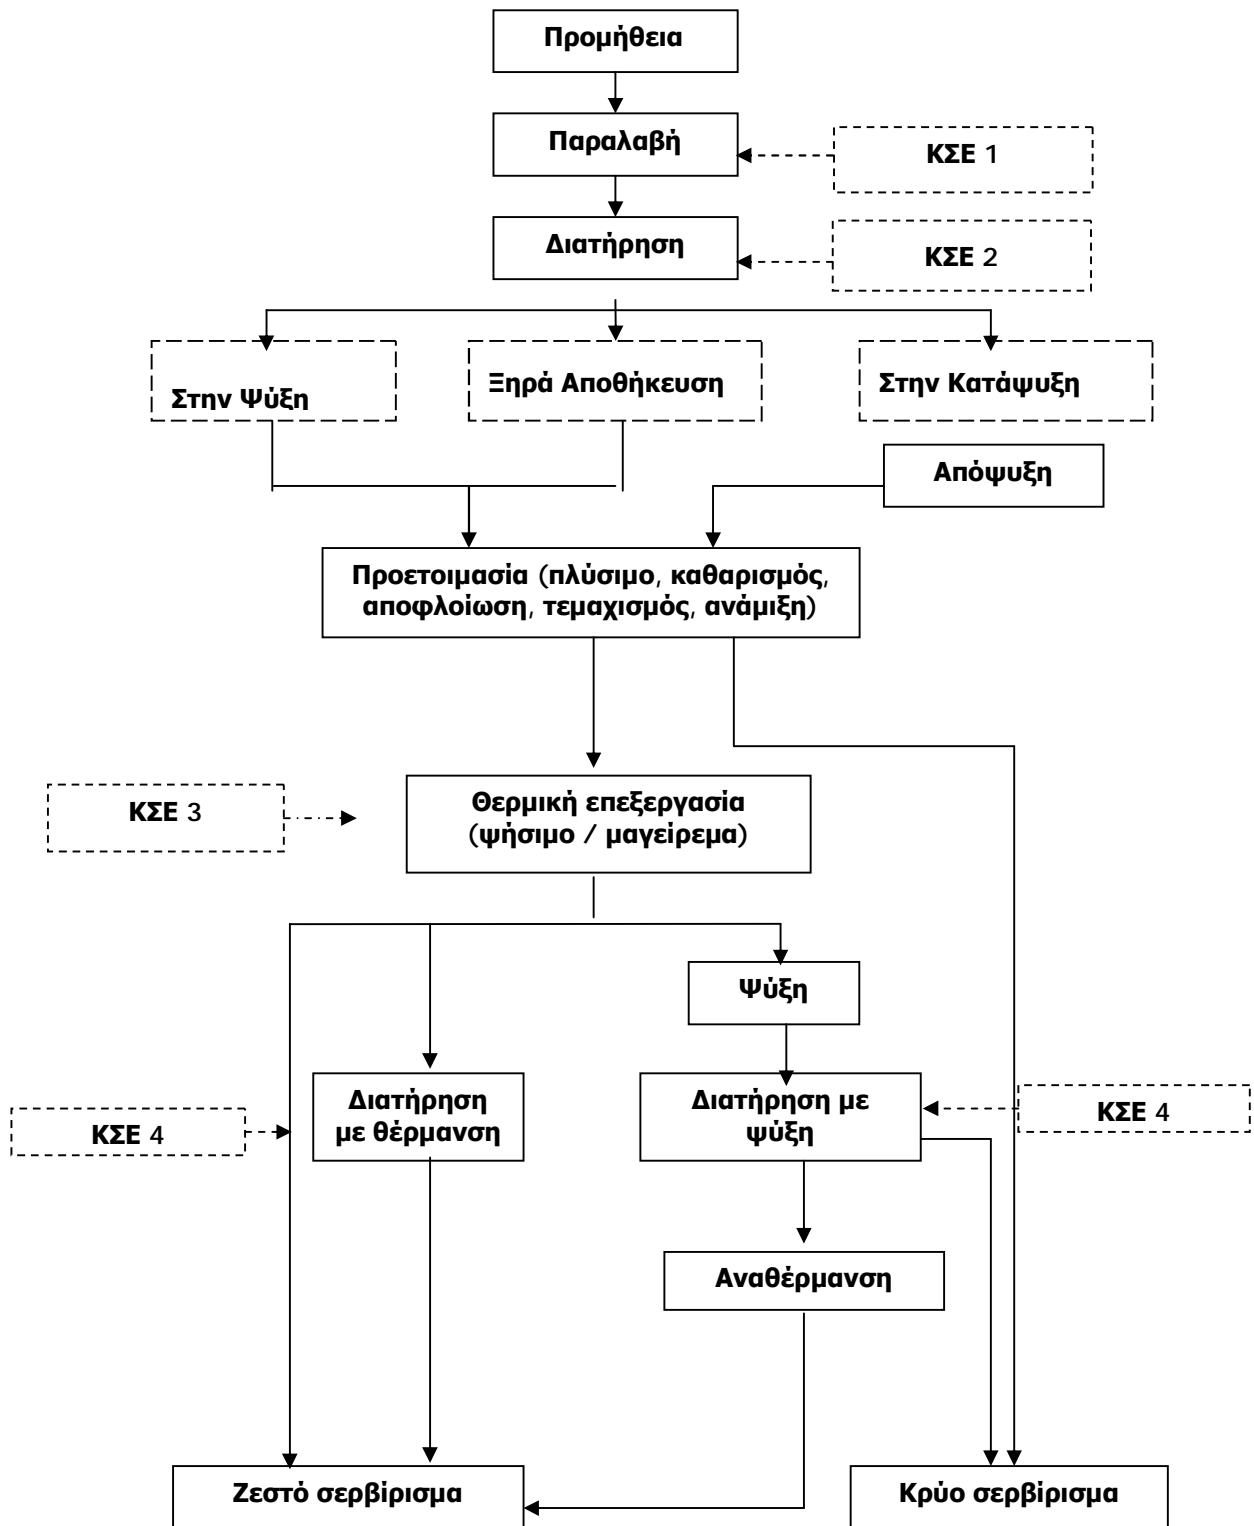 Προμήθεια
Παραλαβή
ΚΣΕ 1
Διατήρηση
ΚΣΕ 2
Στην Ψύξη
Ξηρά Αποθήκευση
Στην Κατάψυξη
Απόψυξη
Προετοιμασία (πλύσιμο, καθαρισμός,
αποφλοίωση, τεμαχισμός, ανάμιξη)
ΚΣΕ 3
Θερμική επεξεργασία
(ψήσιμο / μαγείρεμα)
Ψύξη
ΚΣΕ 4
Διατήρηση
με θέρμανση
Διατήρηση με
ψύξη
ΚΣΕ 4
Αναθέρμανση
Ζεστό σερβίρισμα
Κρύο σερβίρισμα